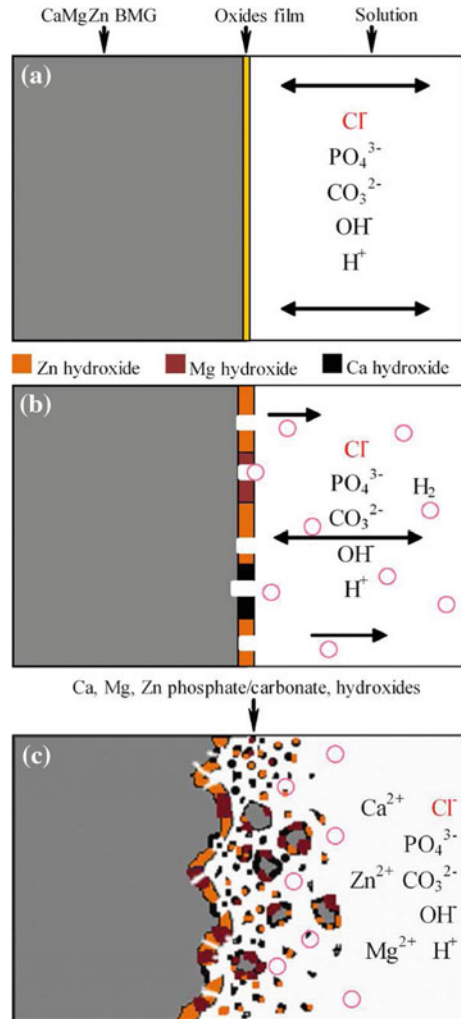 CaMgZn BMG Oxides film Solution
(a)
Cl⁻
PO₄³⁻
CO₃²⁻
OH⁻
H⁺
Zn hydroxide Mg hydroxide Ca hydroxide
(b)
Cl⁻
PO₄³⁻ H₂
CO₃²⁻
OH⁻
H⁺
Ca, Mg, Zn phosphate/carbonate, hydroxides
(c)
Ca²⁺ Cl⁻
PO₄³⁻
Zn²⁺ CO₃²⁻
OH⁻
Mg²⁺ H⁺